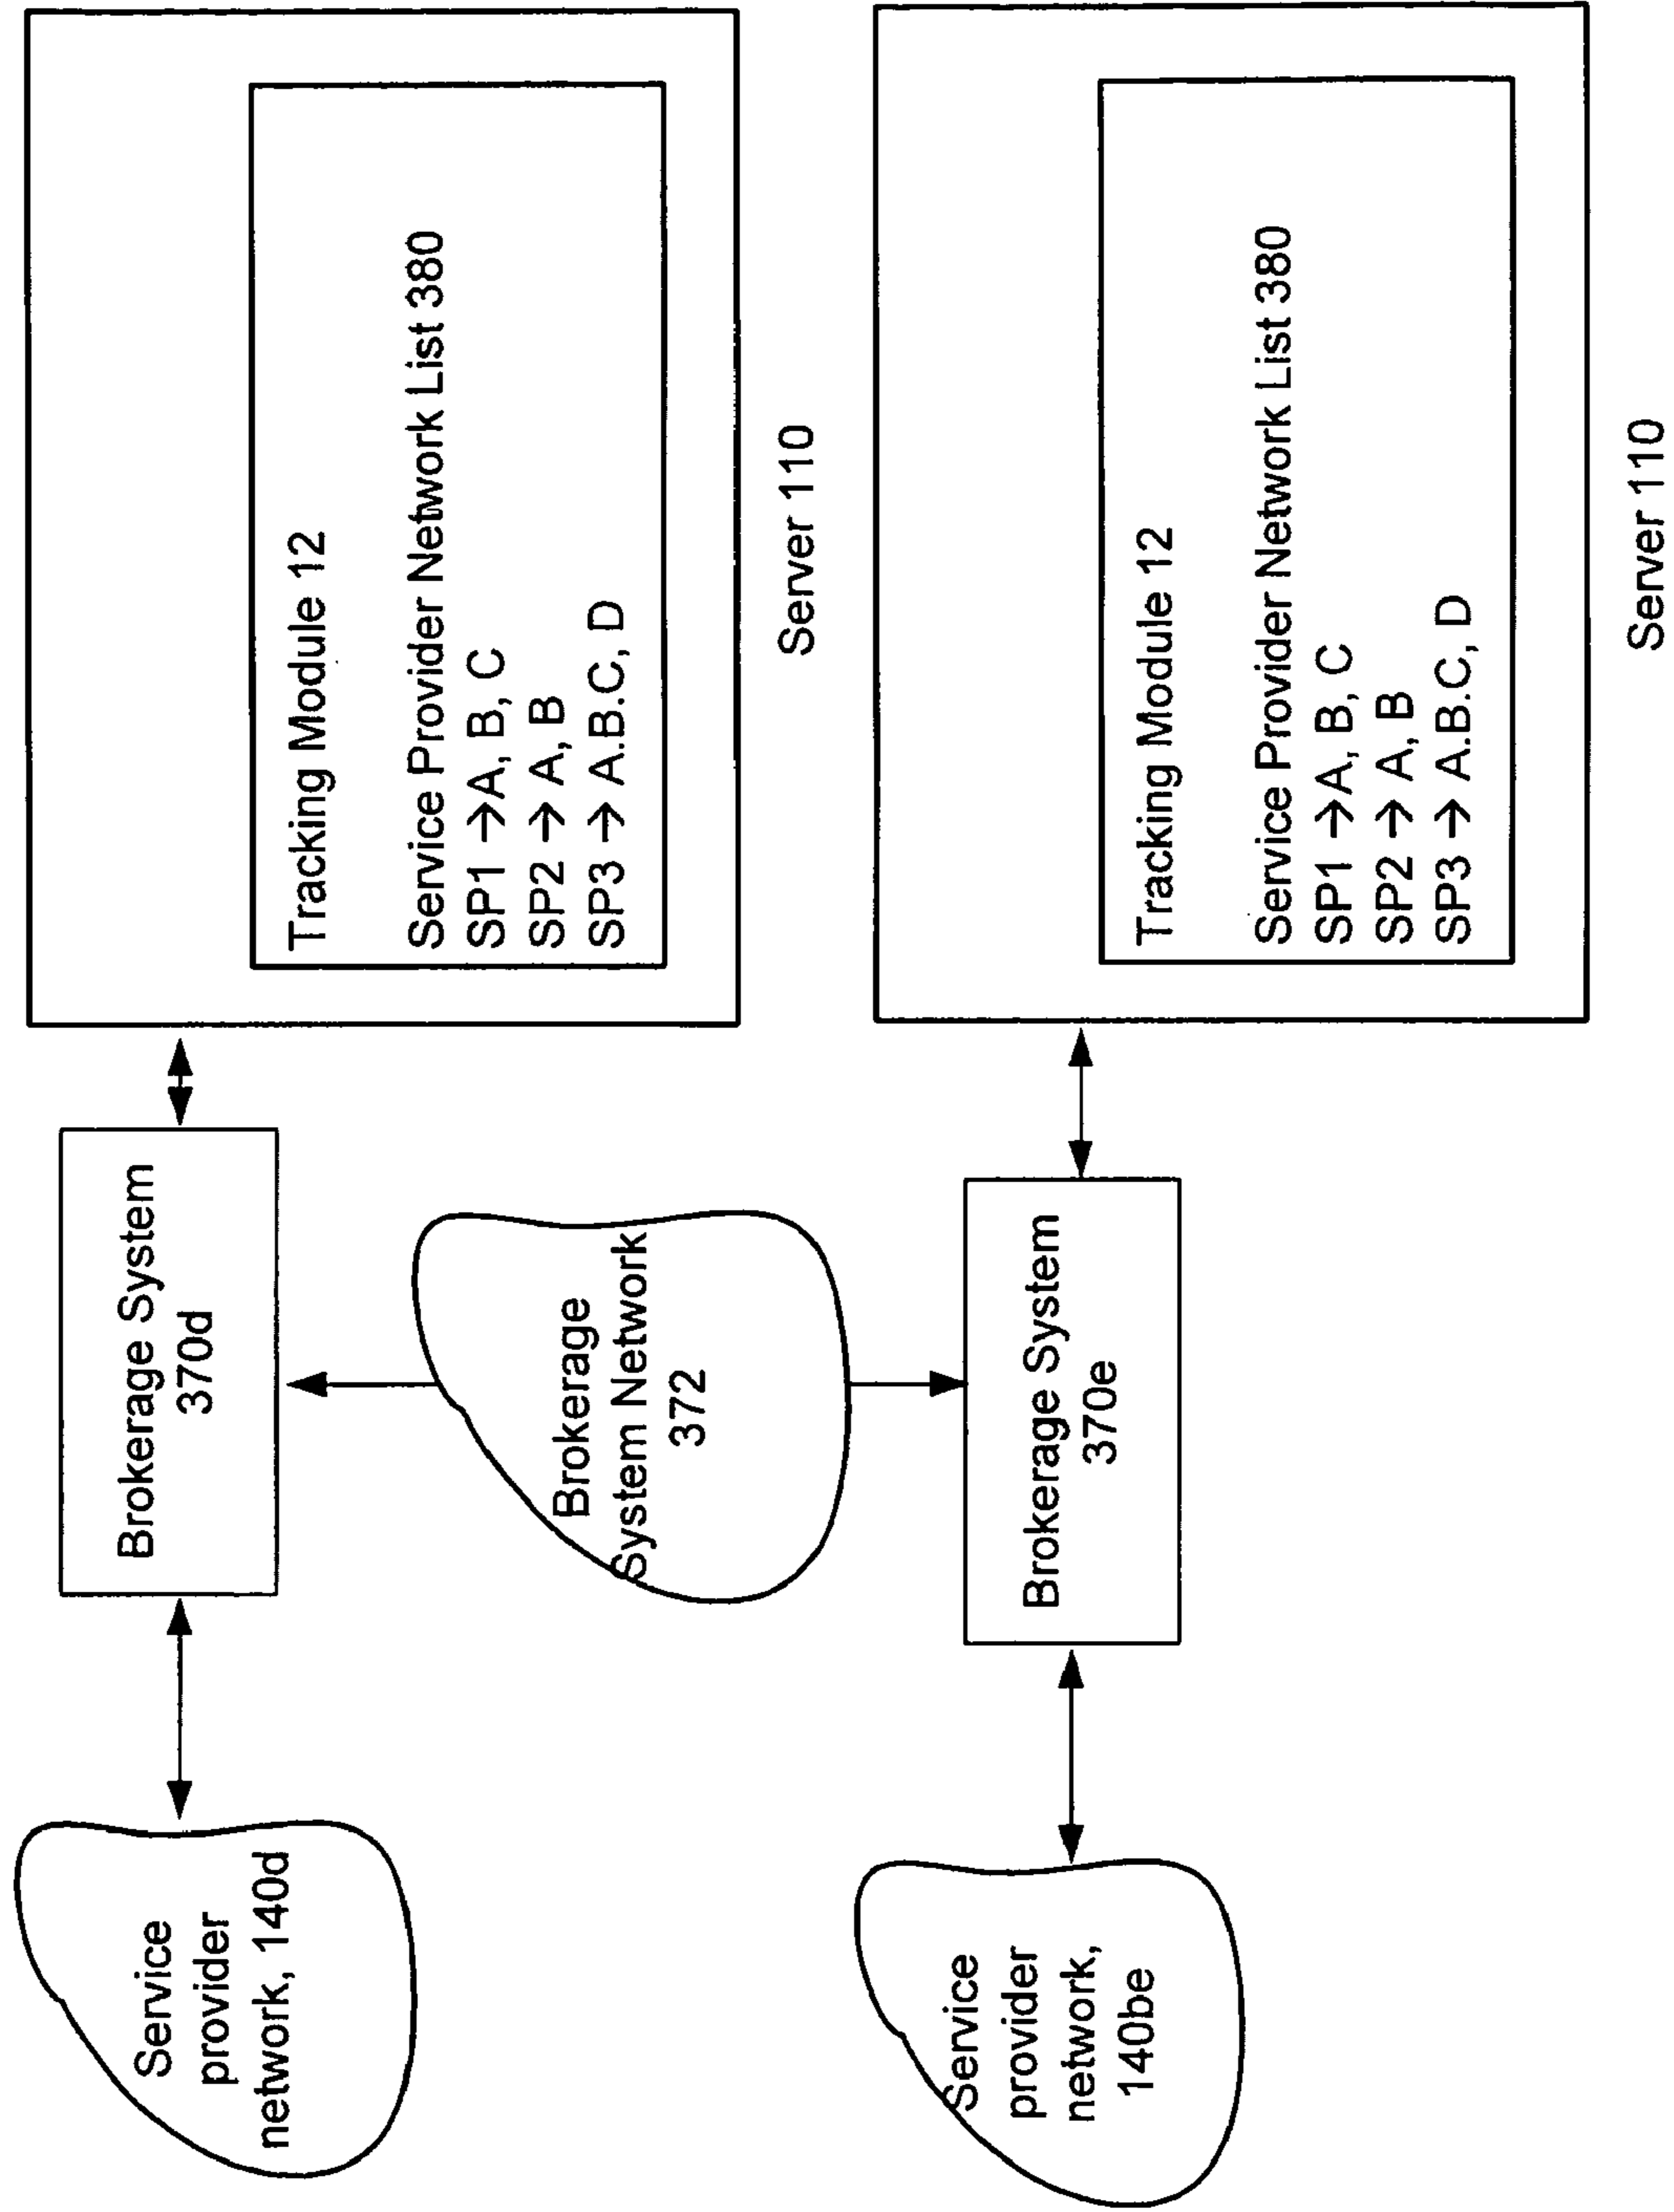 Service
provider
network, 140d
Brokerage System
370d
Tracking Module 12
Service Provider Network List 380
SP1 →A, B, C
SP2 → A, B
SP3 → A.B.C, D
Server 110
Brokerage
System Network
372
Service
provider
network,
140be
Brokerage System
370e
Tracking Module 12
Service Provider Network List 380
SP1 →A, B, C
SP2 → A, B
SP3 → A.B.C, D
Server 110